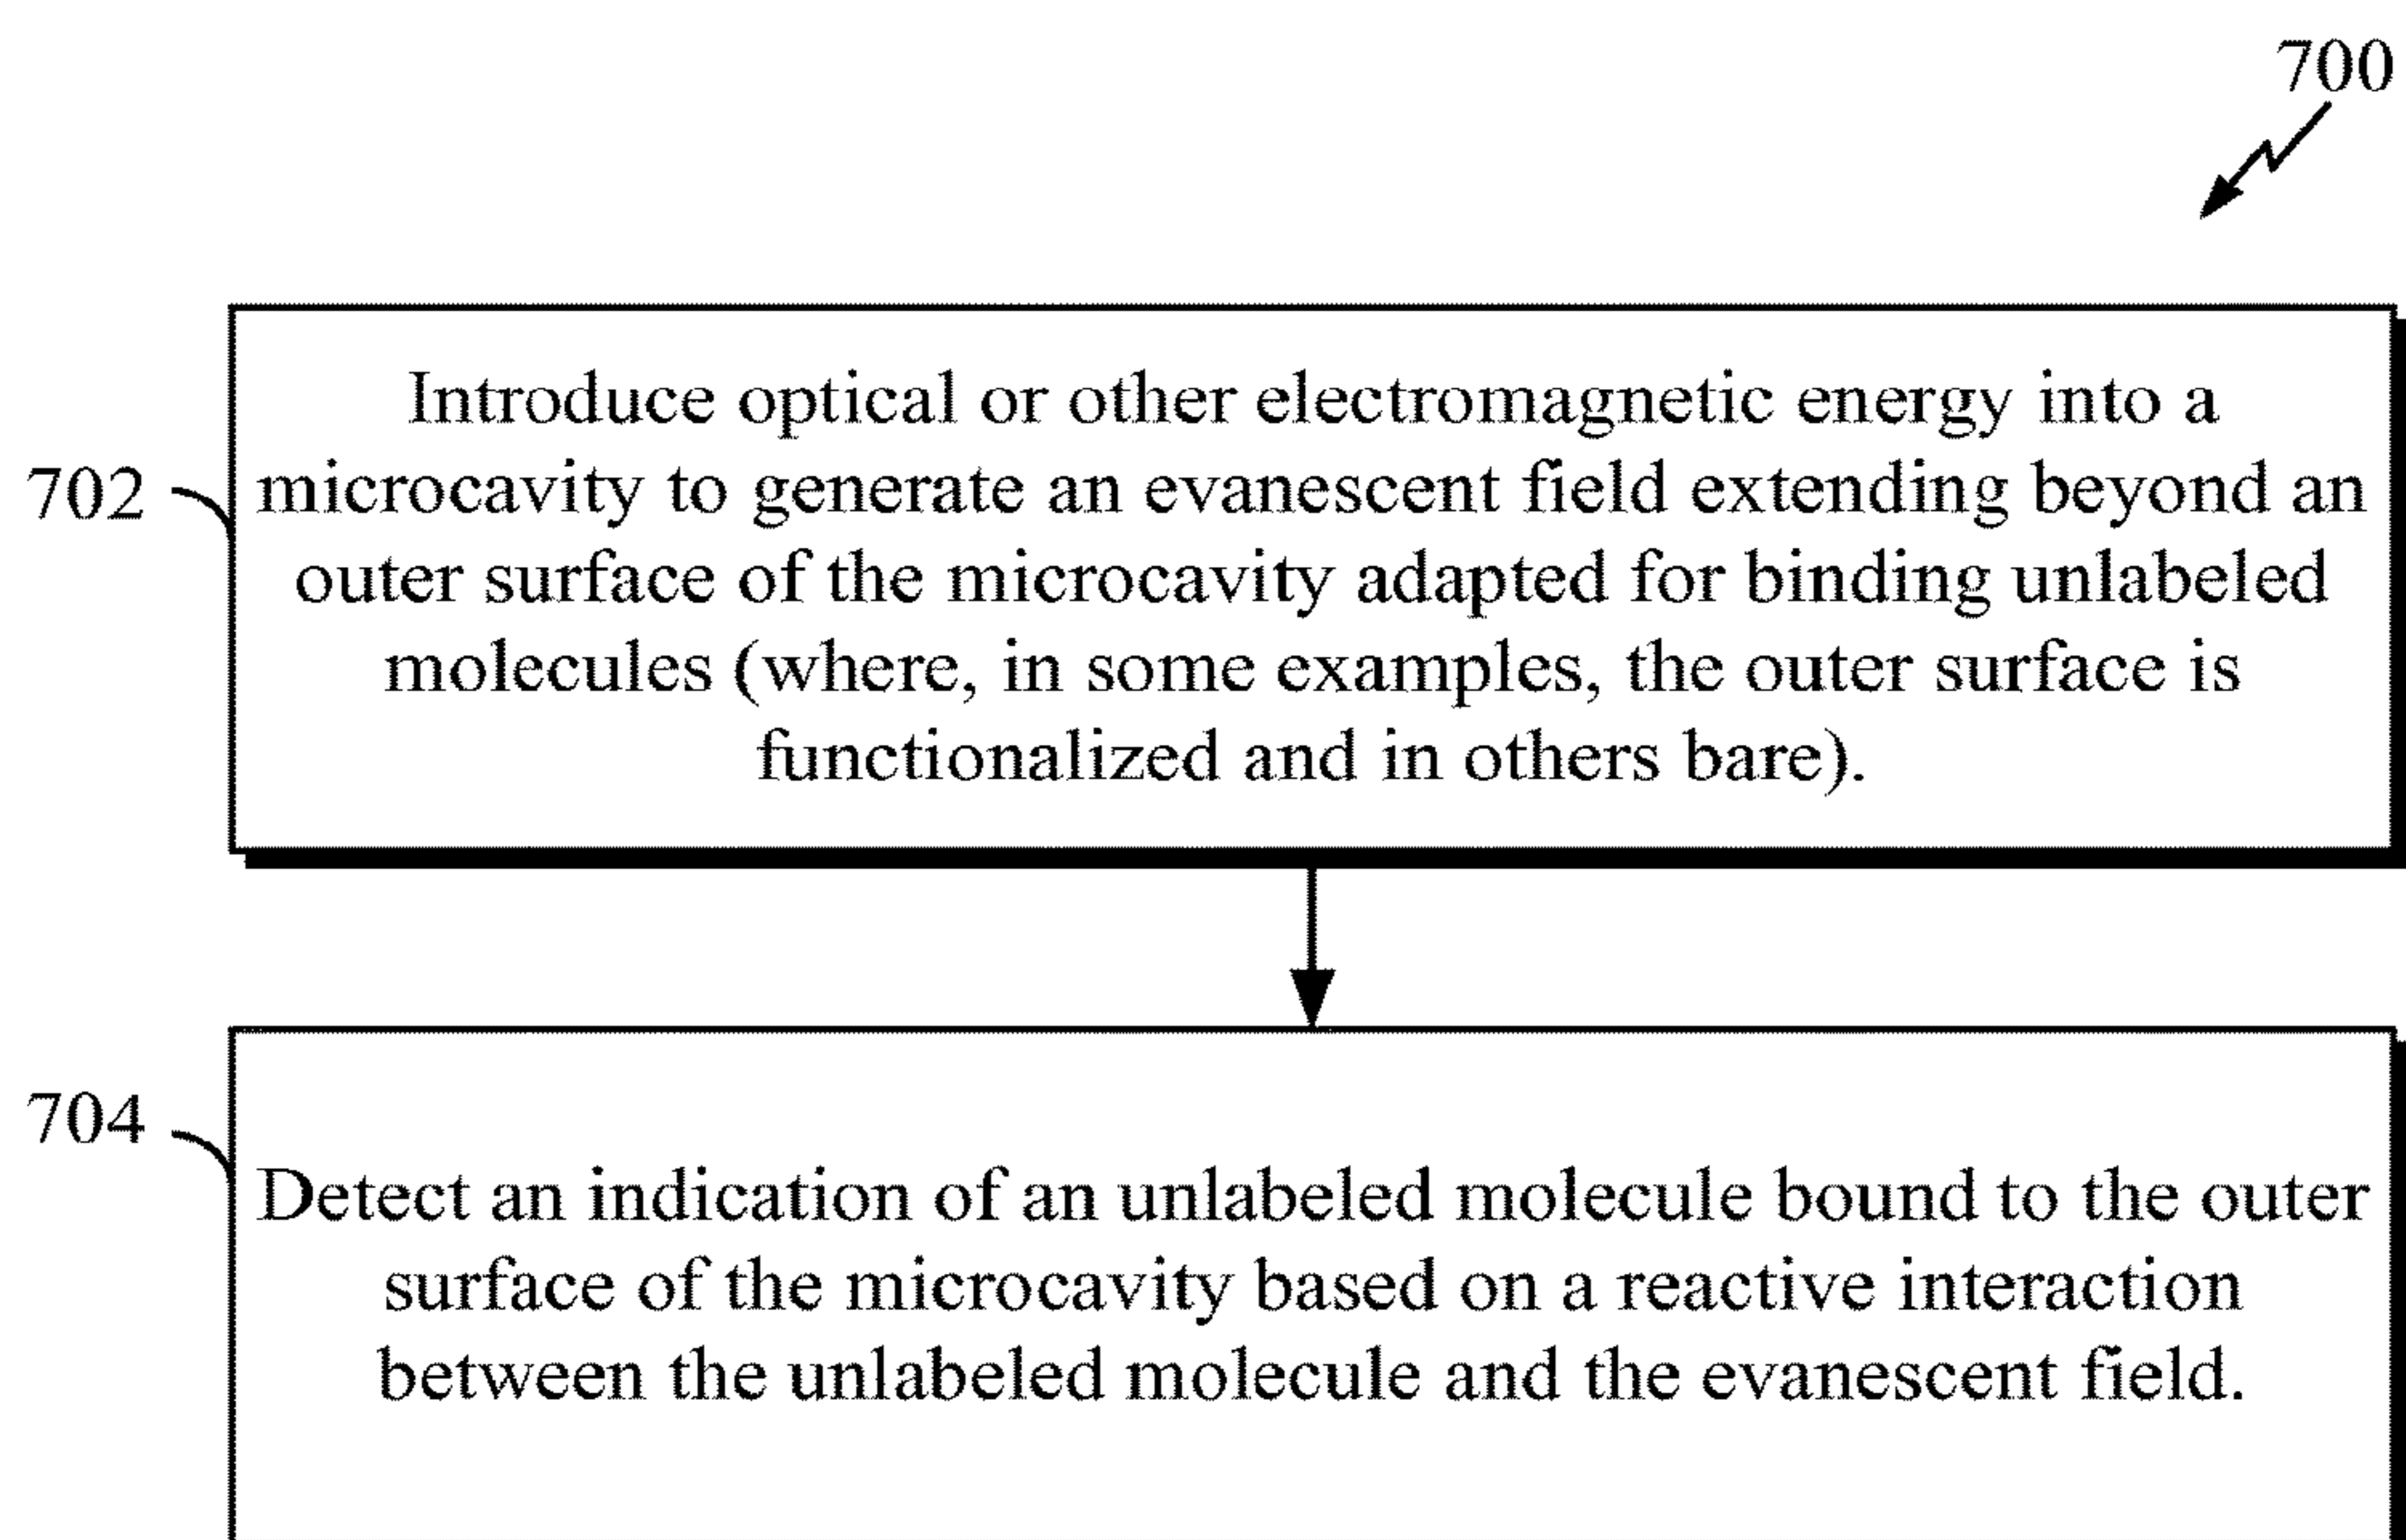 700
702
Introduce optical or other electromagnetic energy into a
microcavity to generate an evanescent field extending beyond an
outer surface of the microcavity adapted for binding unlabeled
molecules (where, in some examples, the outer surface is
functionalized and in others bare).
704
Detect an indication of an unlabeled molecule bound to the outer
surface of the microcavity based on a reactive interaction
between the unlabeled molecule and the evanescent field.